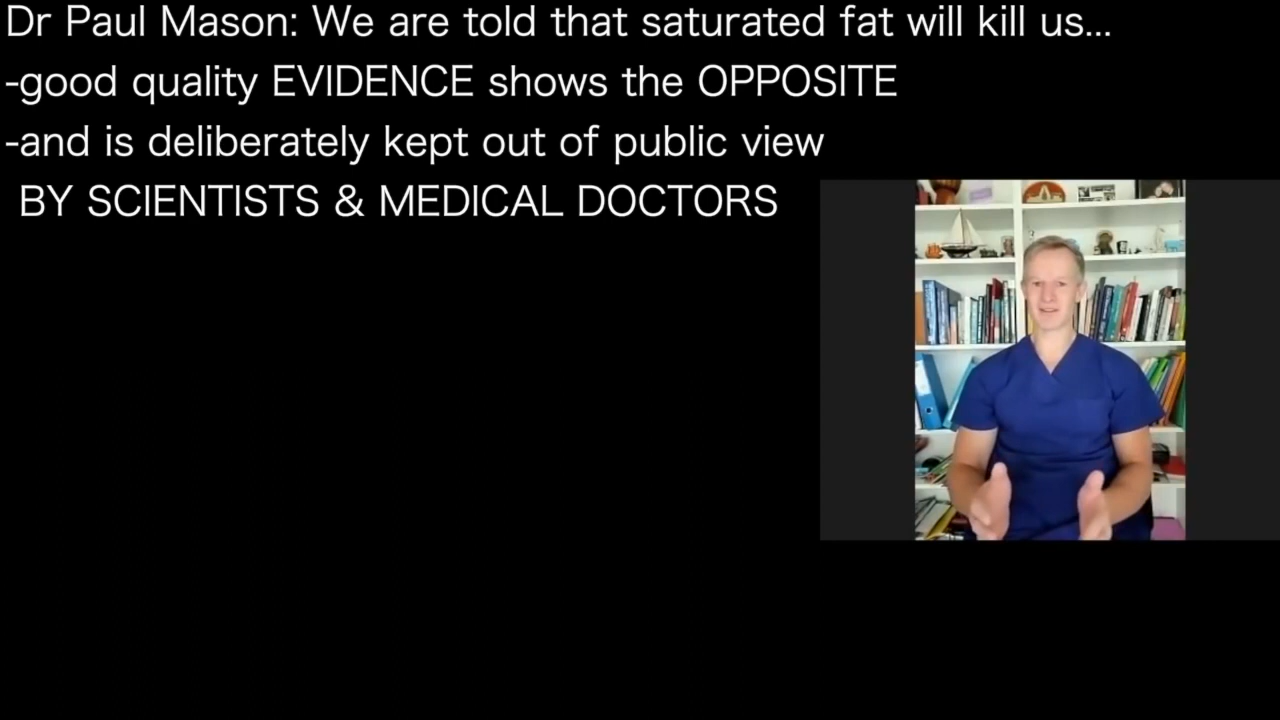 Dr Paul Mason: We are told that saturated fat will kill us...
-good quality EVIDENCE shows the OPPOSITE
-and is deliberately kept out of public view
BY SCIENTISTS & MEDICAL DOCTORS